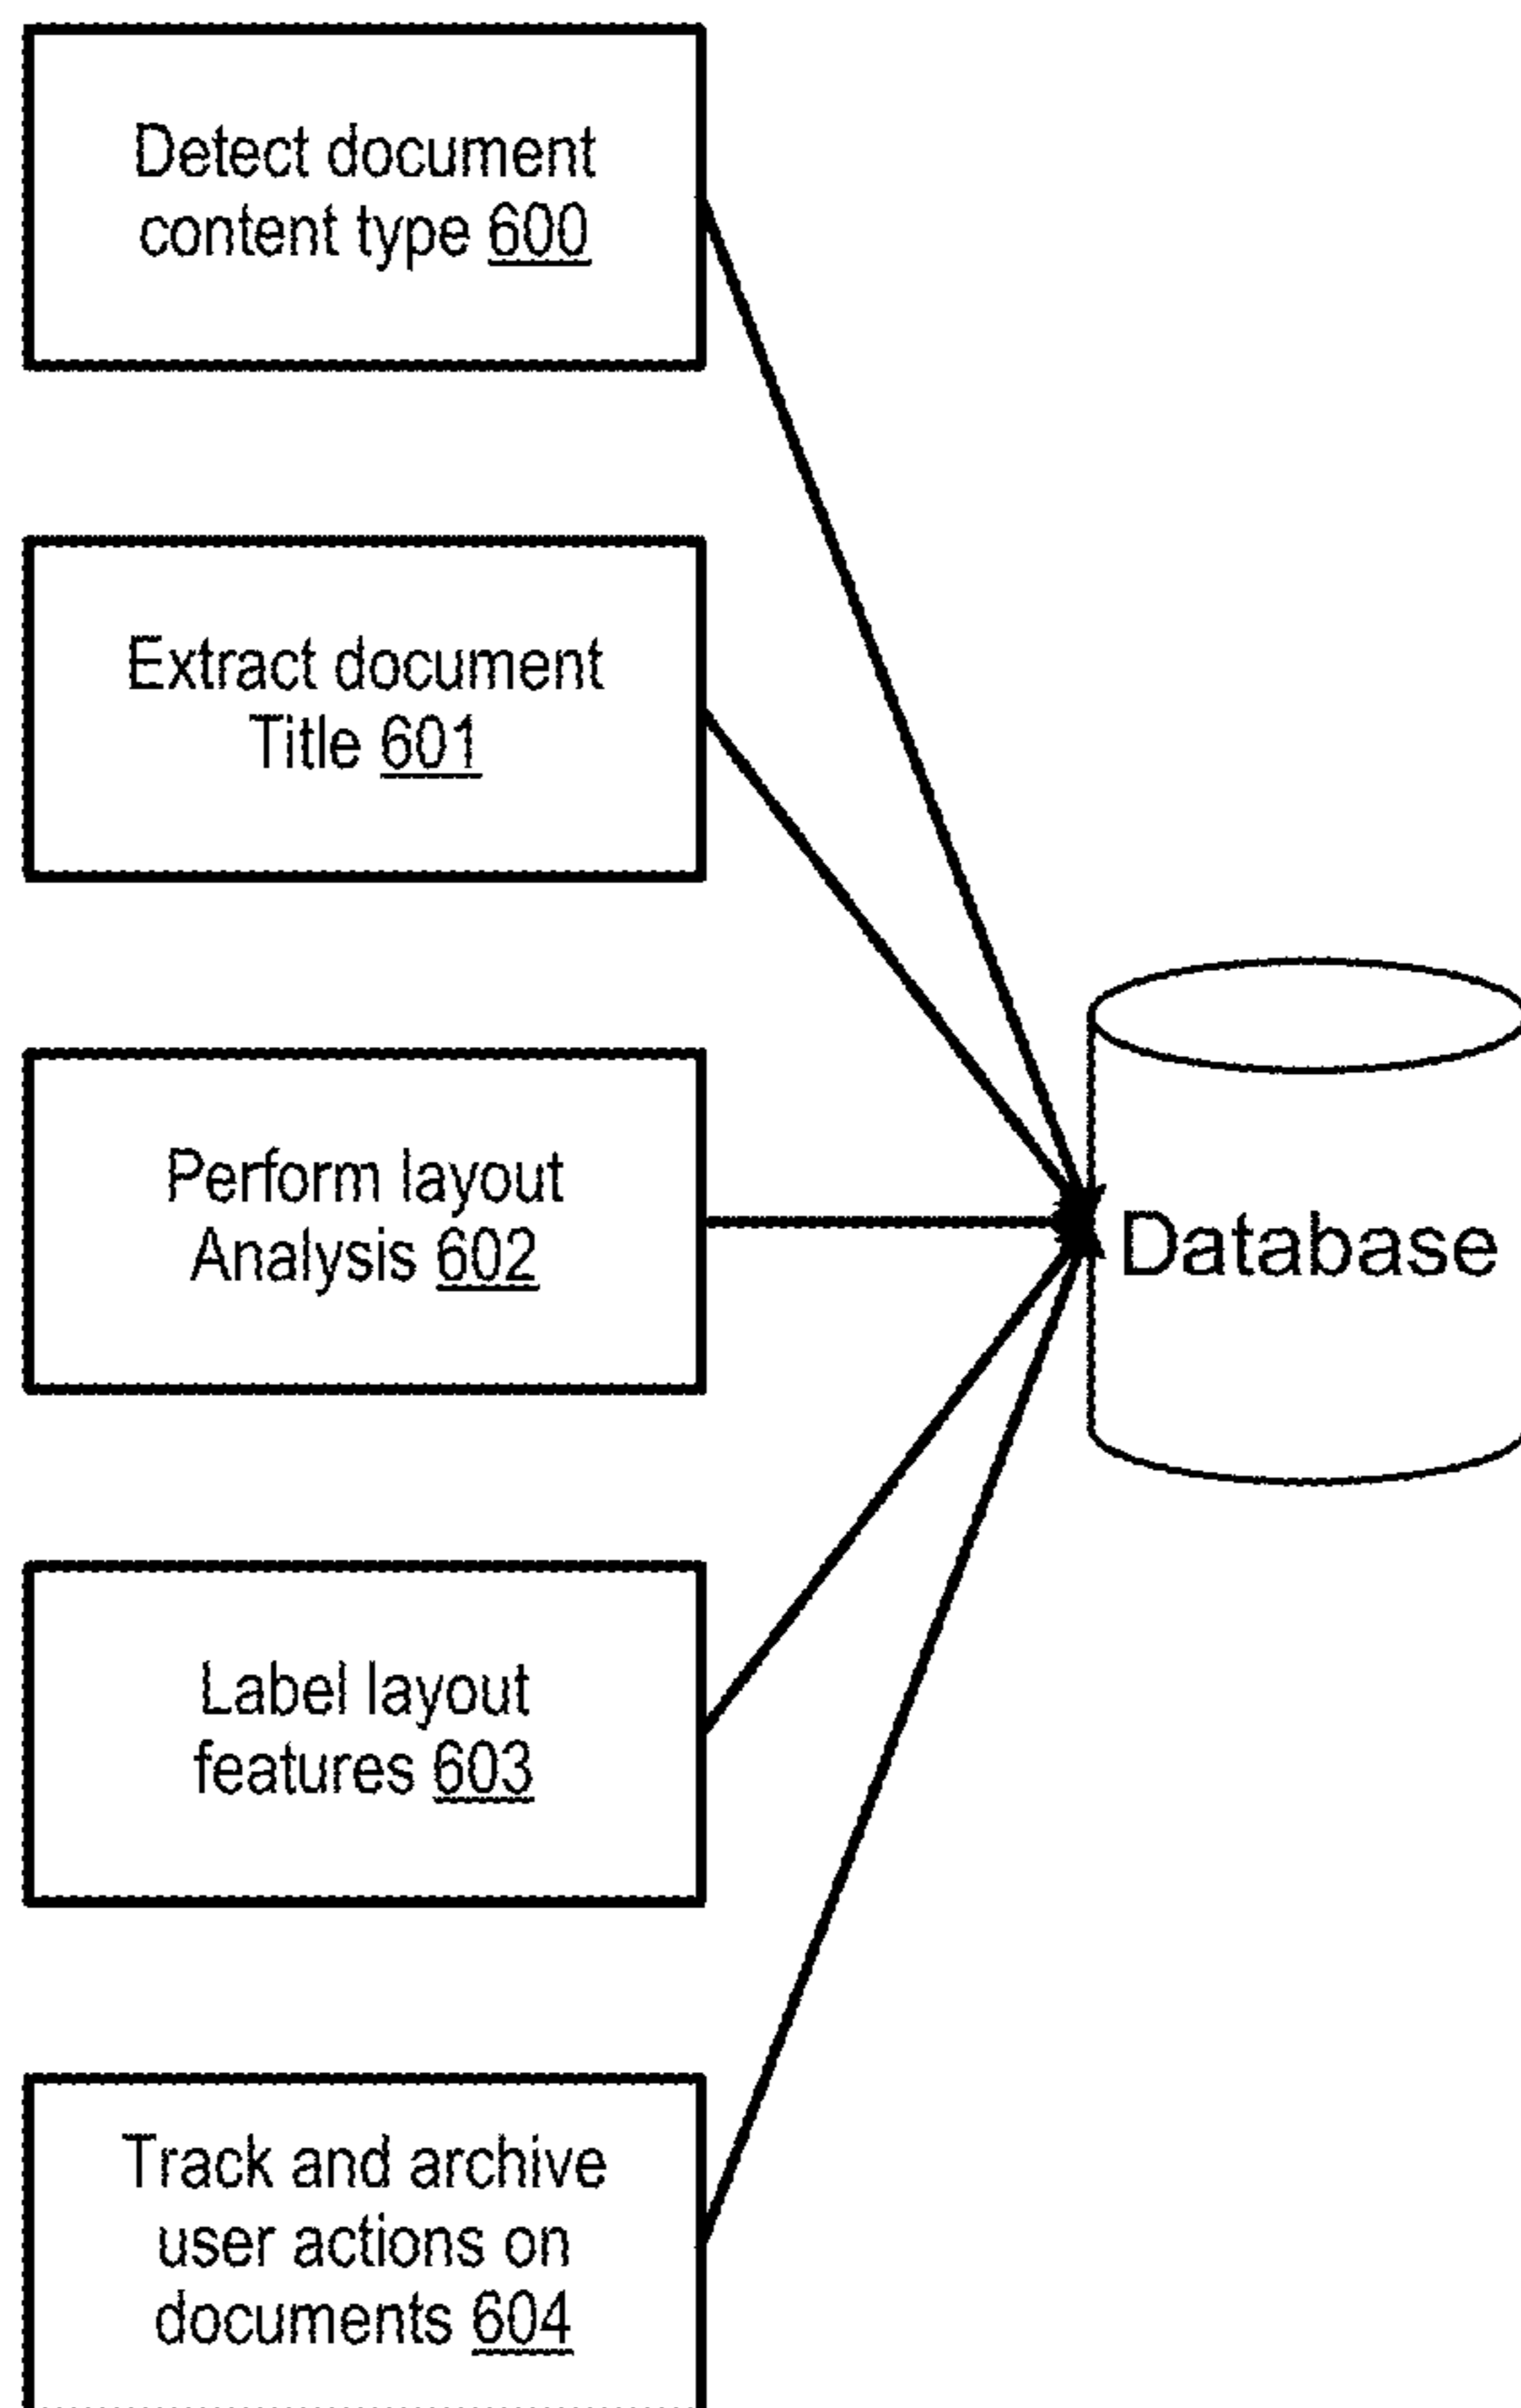 Detect document
content type 600
Extract document
Title 601
Perform layout
Analysis 602
Database
Label layout
features 603
Track and archive
user actions on
documents 604